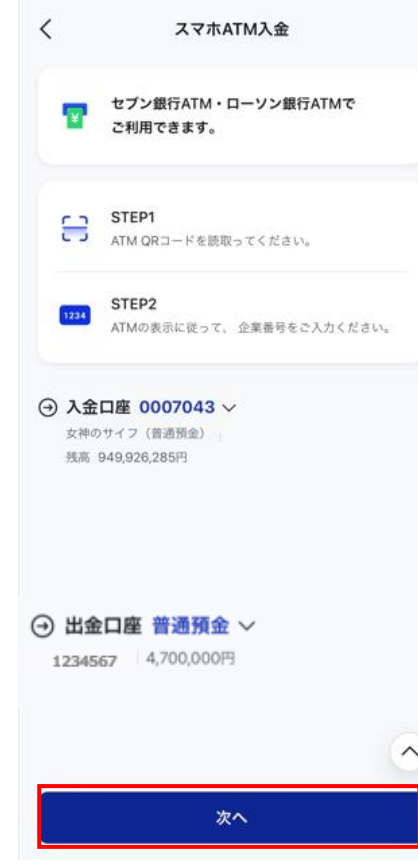 スマホATM入金
セブン銀行ATM・ローソン銀行ATMで
ご利用できます。
STEP1
ATM QRコードを読取ってください。
1234
STEP2
ATMの表示に従って、 企業番号をご入力ください。
入金口座 0007043
女神のサイフ（普通預金）
残高 949,926,285円
出金口座 普通預金
1234567 4,700,000円
次へ